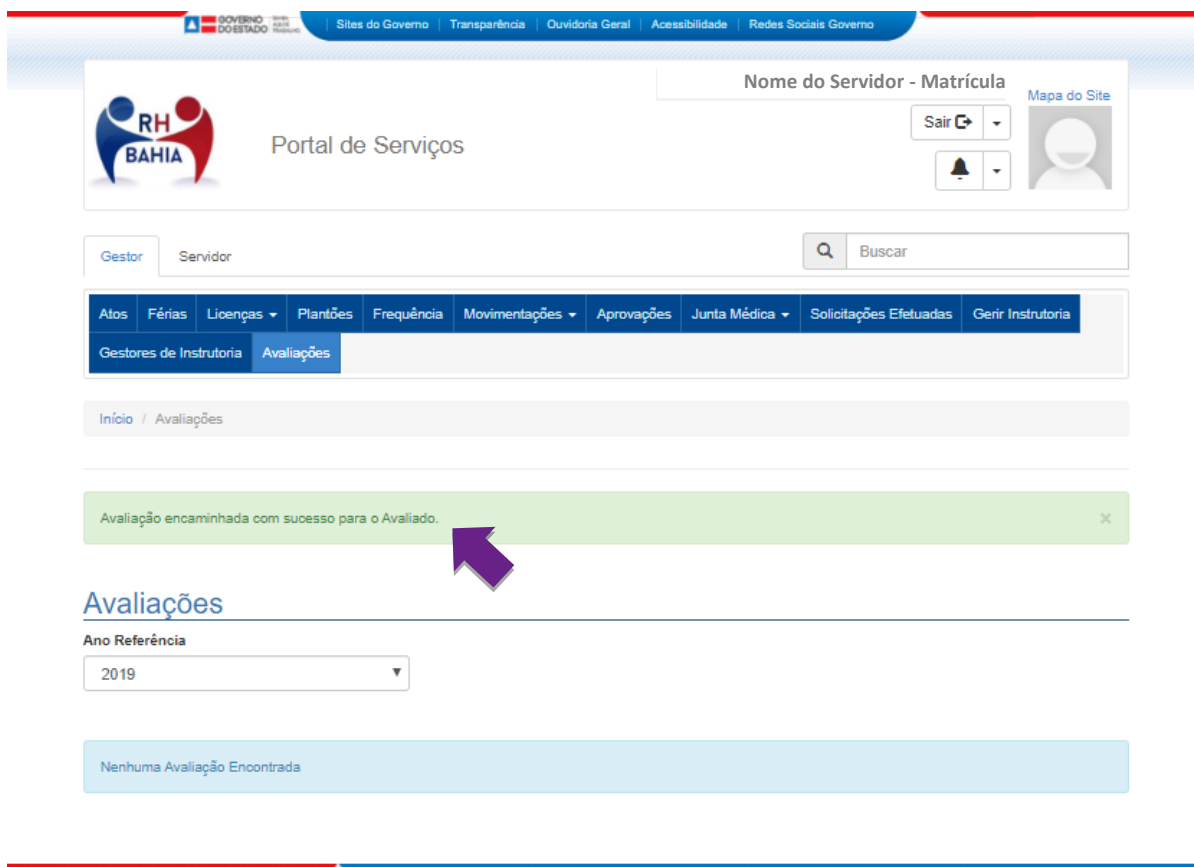 GOVERNO
DO ESTADO
Sites do Governo | Transparência | Ouvidoria Geral | Acessibilidade | Redes Sociais Governo
Nome do Servidor - Matrícula
Mapa do Site
RH
BAHIA
Portal de Serviços
Sair
Gestor Servidor
Buscar
Atos Férias Licenças Plantões Frequência Movimentações Aprovações Junta Médica Solicitações Efetuadas Gerir Instrutoria
Gestores de Instrutoria Avaliações
Início / Avaliações
Avaliação encaminhada com sucesso para o Avaliado. ×
Avaliações
Ano Referência
2019
Nenhuma Avaliação Encontrada